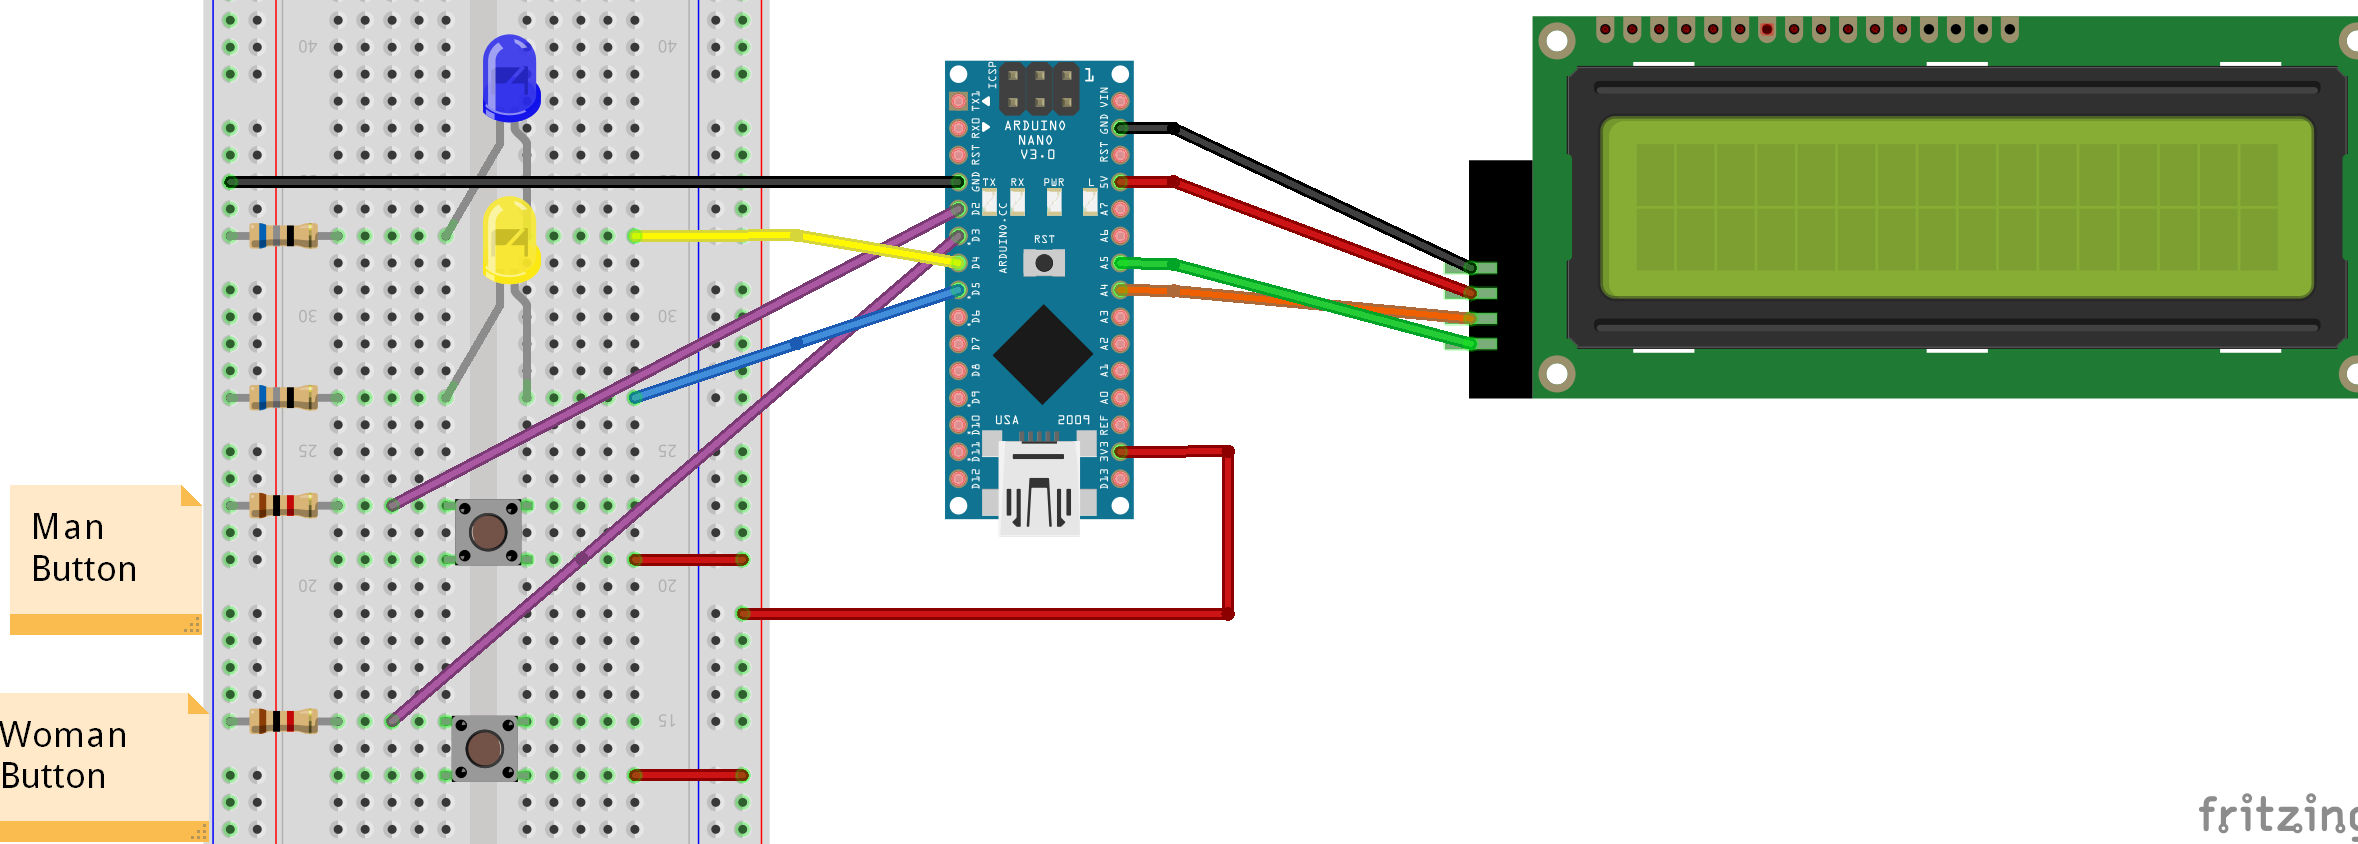 40
40
30
30
25
25
20
20
15
Man
Button
Woman
Button
ICSP
1
TX1
RX0
RST
GND
D2
D3
D4
D5
D6
D7
D8
D9
D10
D11
D12
ARDUINO
NANO
V3.0
TX
RX
PWR
L
ARDUINO.CC
RST
USA
2009
VIN
GND
RST
5V
A7
A6
A5
A4
A3
A2
A1
A0
REF
3V3
D13
fritzing